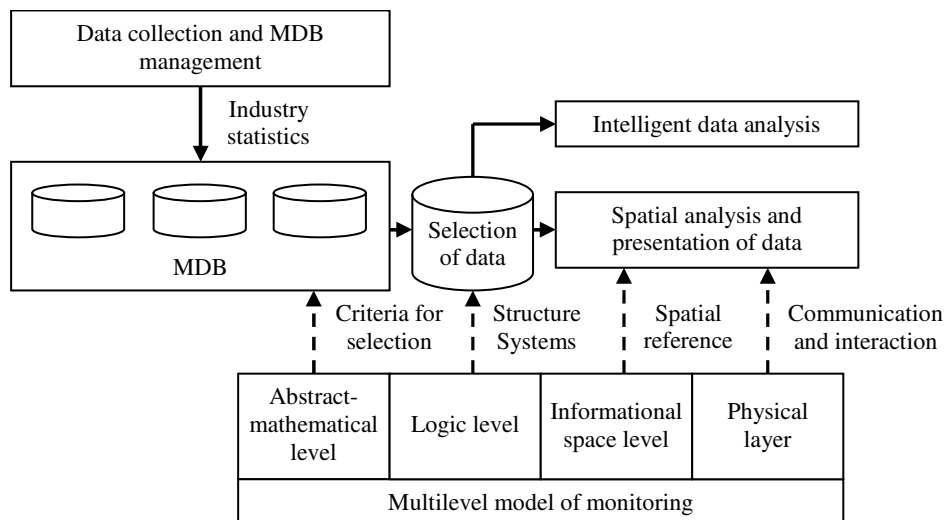 Data collection and MDB
management
Industry
statistics
Intelligent data analysis
MDB
Selection
of data
Spatial analysis and
presentation of data
Criteria for
selection
Structure
Systems
Spatial
reference
Communication
and interaction
Abstract-
mathematical
level
Logic level
Informational
space level
Physical
layer
Multilevel model of monitoring